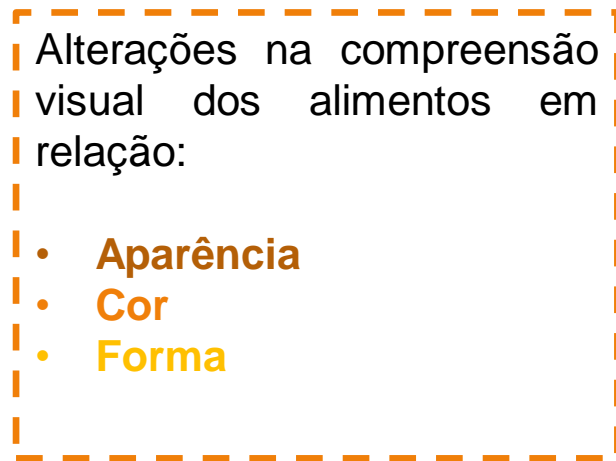 Alterações na compreensão
visual dos alimentos em
relação:
• Aparência
• Cor
• Forma